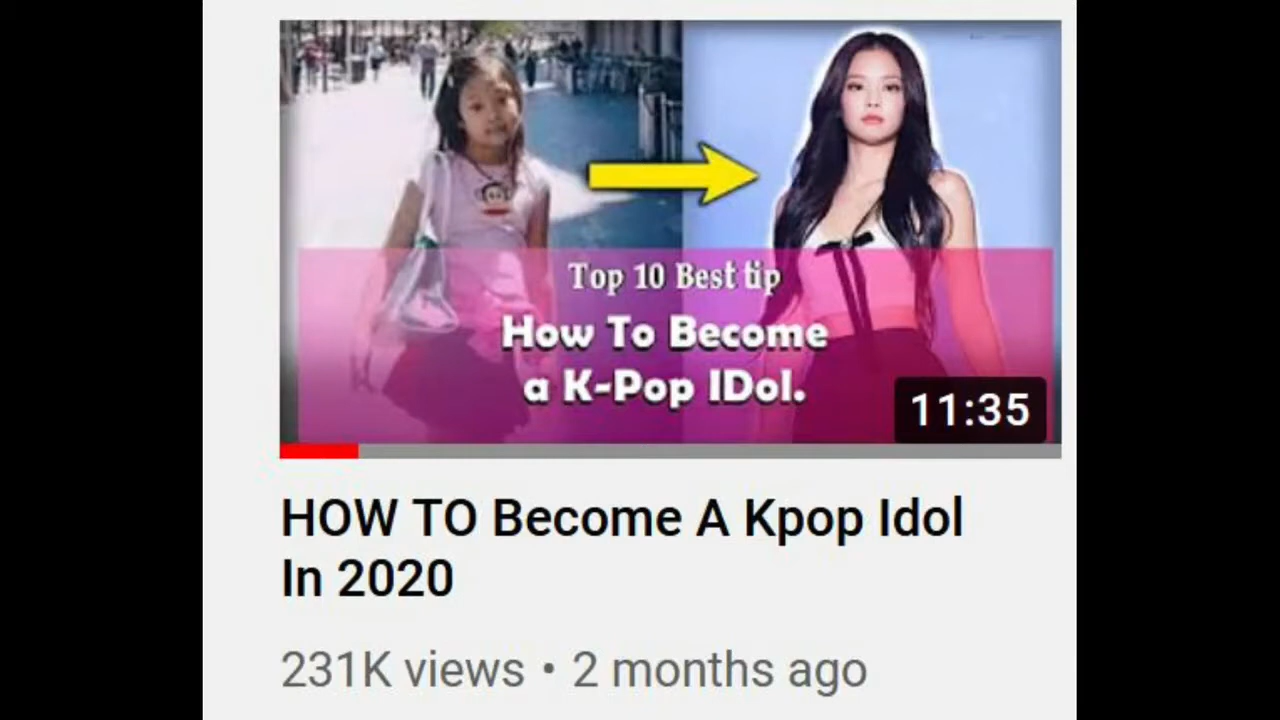 Top 10 Best tip
How To Become
a K-Pop IDol.
11:35
HOW TO Become A Kpop Idol
In 2020
231K views • 2 months ago